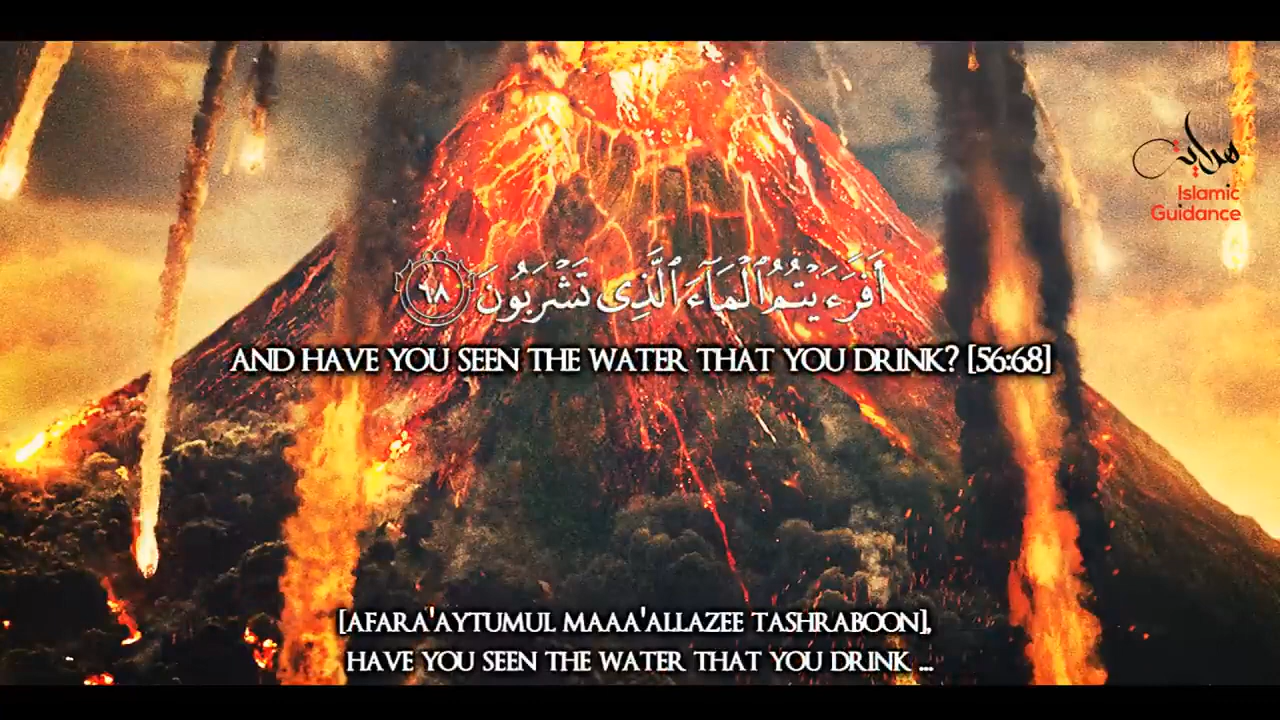 هداية
Islamic
Guidance
أَفَرَءَيْتُمُ ٱلْمَآءَ ٱلَّذِى تَشْرَبُونَ ٦٨
AND HAVE YOU SEEN THE WATER THAT YOU DRINK? [56:68]
[AFARA'AYTUMUL MAAA'ALLAZEE TASHRABOON],
HAVE YOU SEEN THE WATER THAT YOU DRINK ...